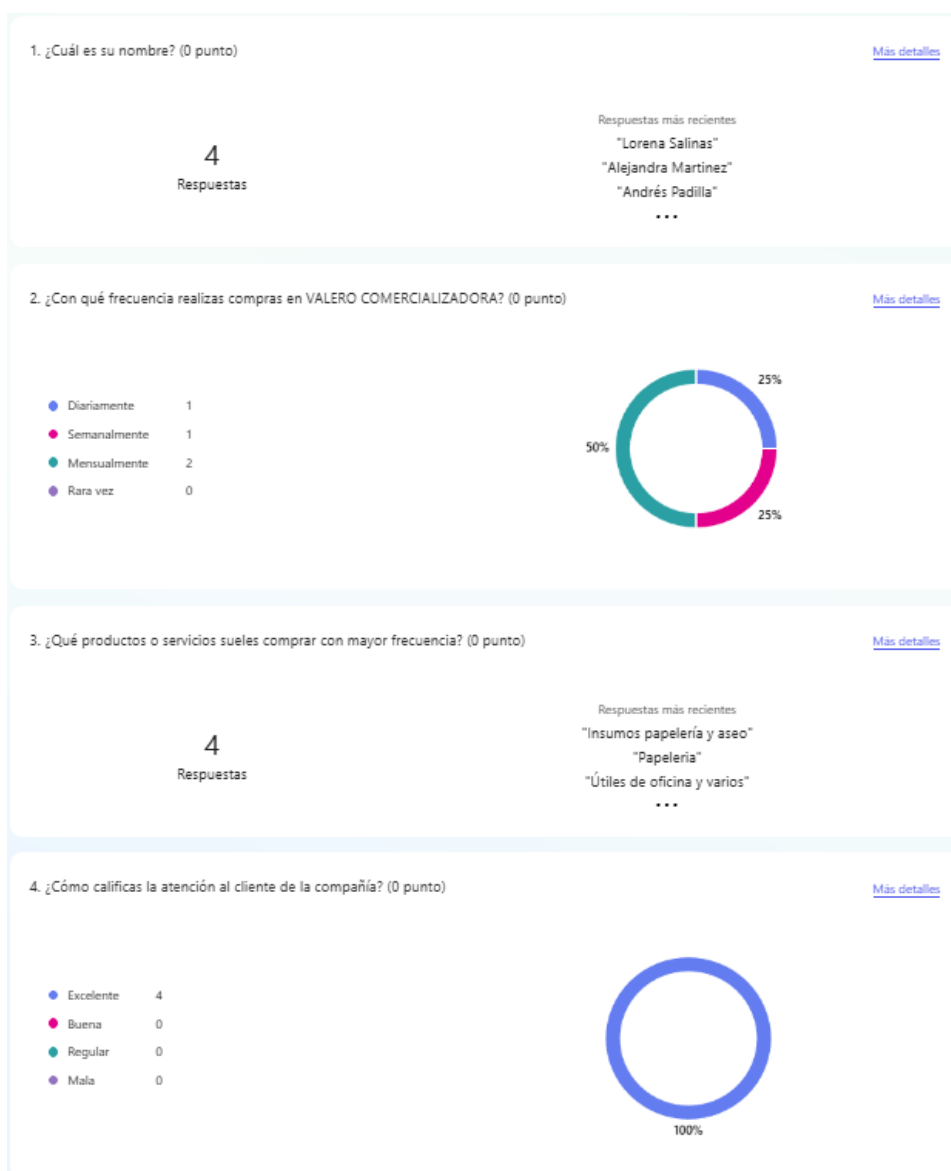 1. ¿Cuál es su nombre? (0 punto)
Más detalles
4
Respuestas
Respuestas más recientes
"Lorena Salinas"
"Alejandra Martinez"
"Andrés Padilla"
...
2. ¿Con qué frecuencia realizas compras en VALERO COMERCIALIZADORA? (0 punto)
Más detalles
Diariamente 1
Semanalmente 1
Mensualmente 2
Rara vez 0
25%
50%
25%
3. ¿Qué productos o servicios sueles comprar con mayor frecuencia? (0 punto)
Más detalles
4
Respuestas
Respuestas más recientes
"Insumos papelería y aseo"
"Papeleria"
"Útiles de oficina y varios"
...
4. ¿Cómo calificas la atención al cliente de la compañía? (0 punto)
Más detalles
Excelente 4
Buena 0
Regular 0
Mala 0
100%